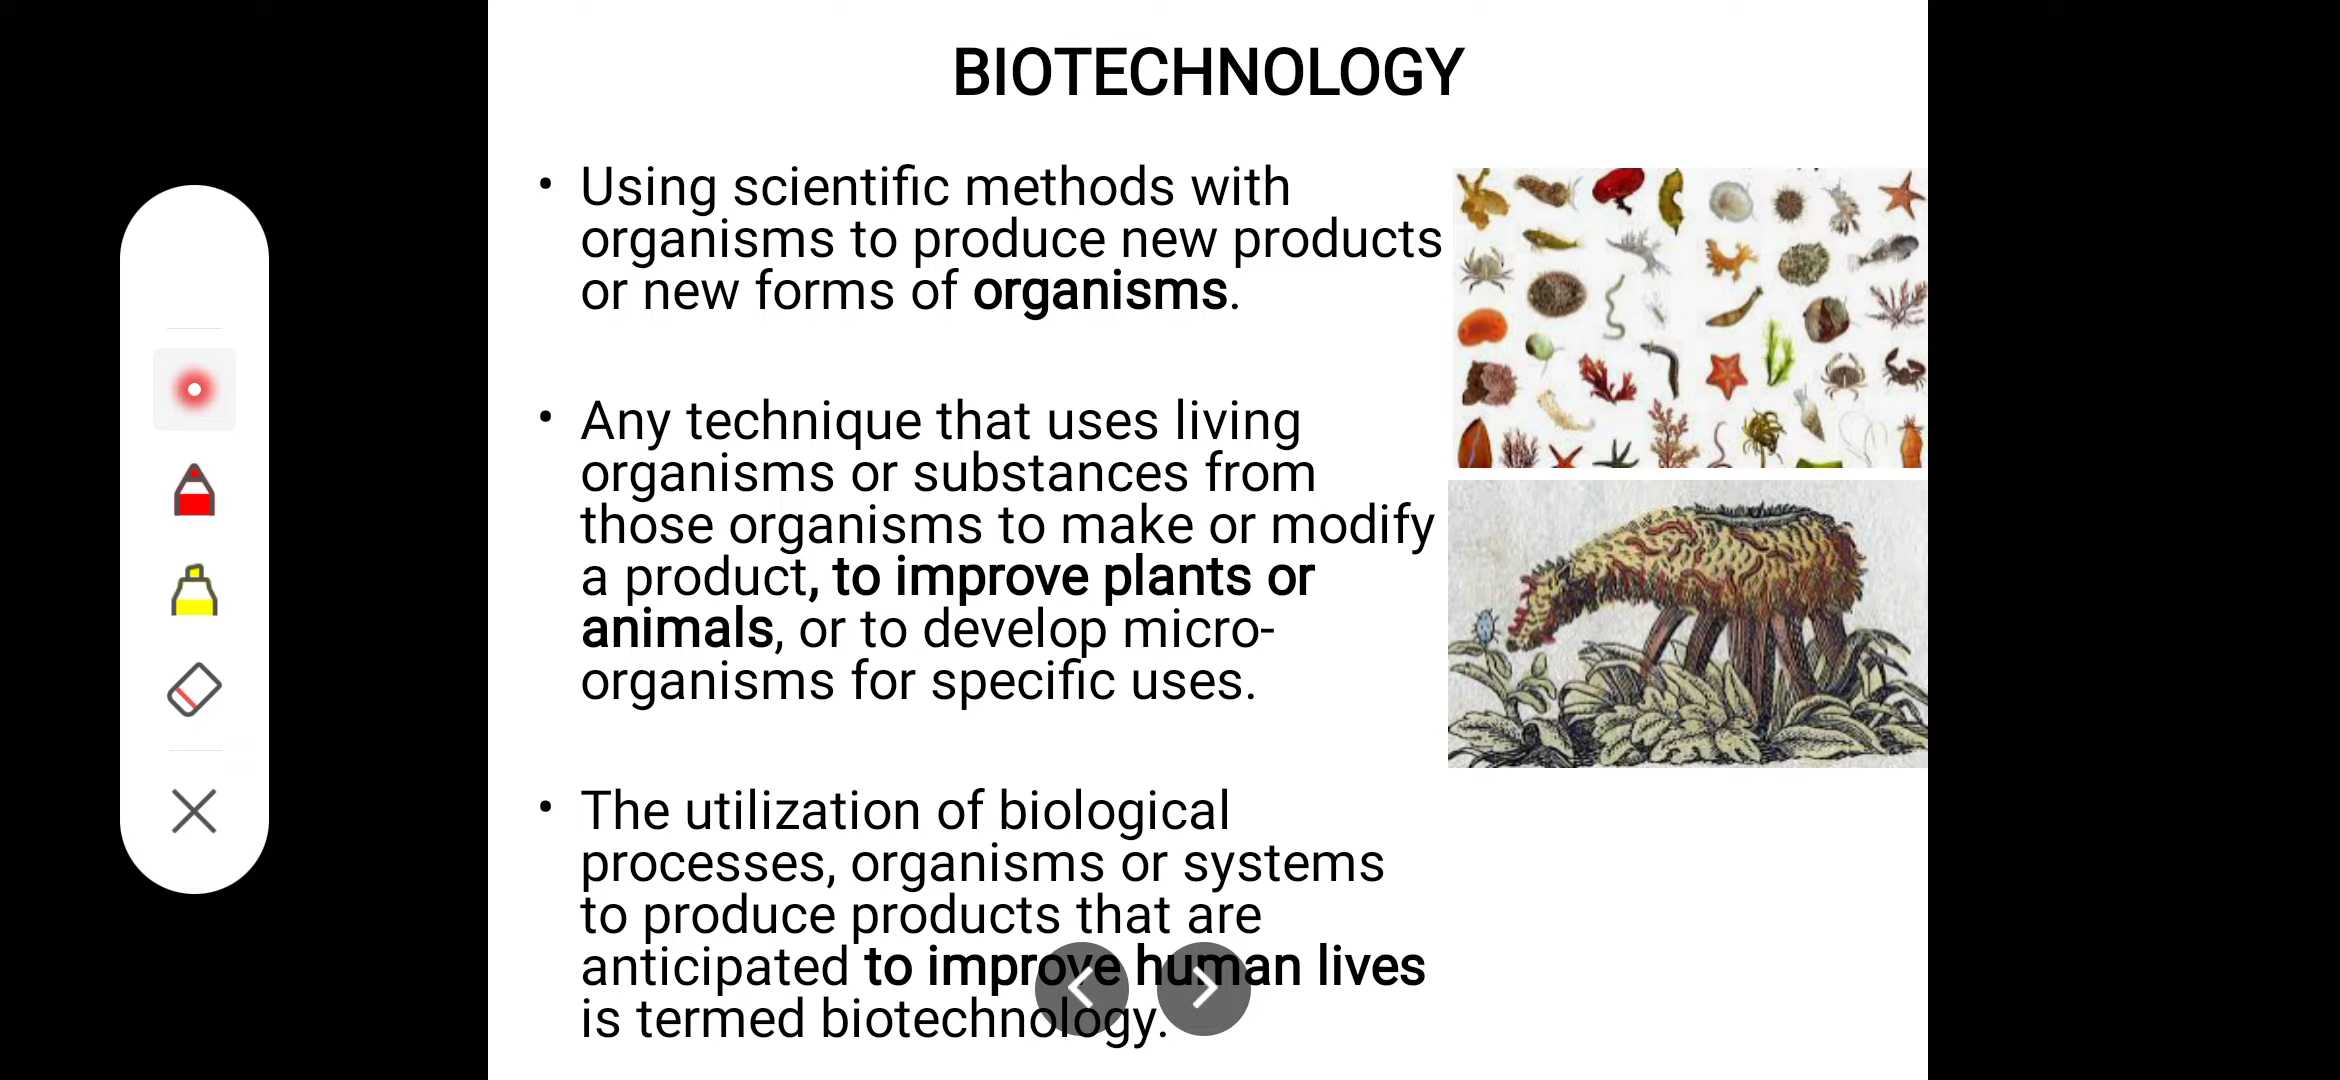 BIOTECHNOLOGY
• Using scientific methods with
organisms to produce new products
or new forms of organisms.
• Any technique that uses living
organisms or substances from
those organisms to make or modify
a product, to improve plants or
animals, or to develop micro-
organisms for specific uses.
• The utilization of biological
processes, organisms or systems
to produce products that are
anticipated to improve human lives
is termed biotechnology.